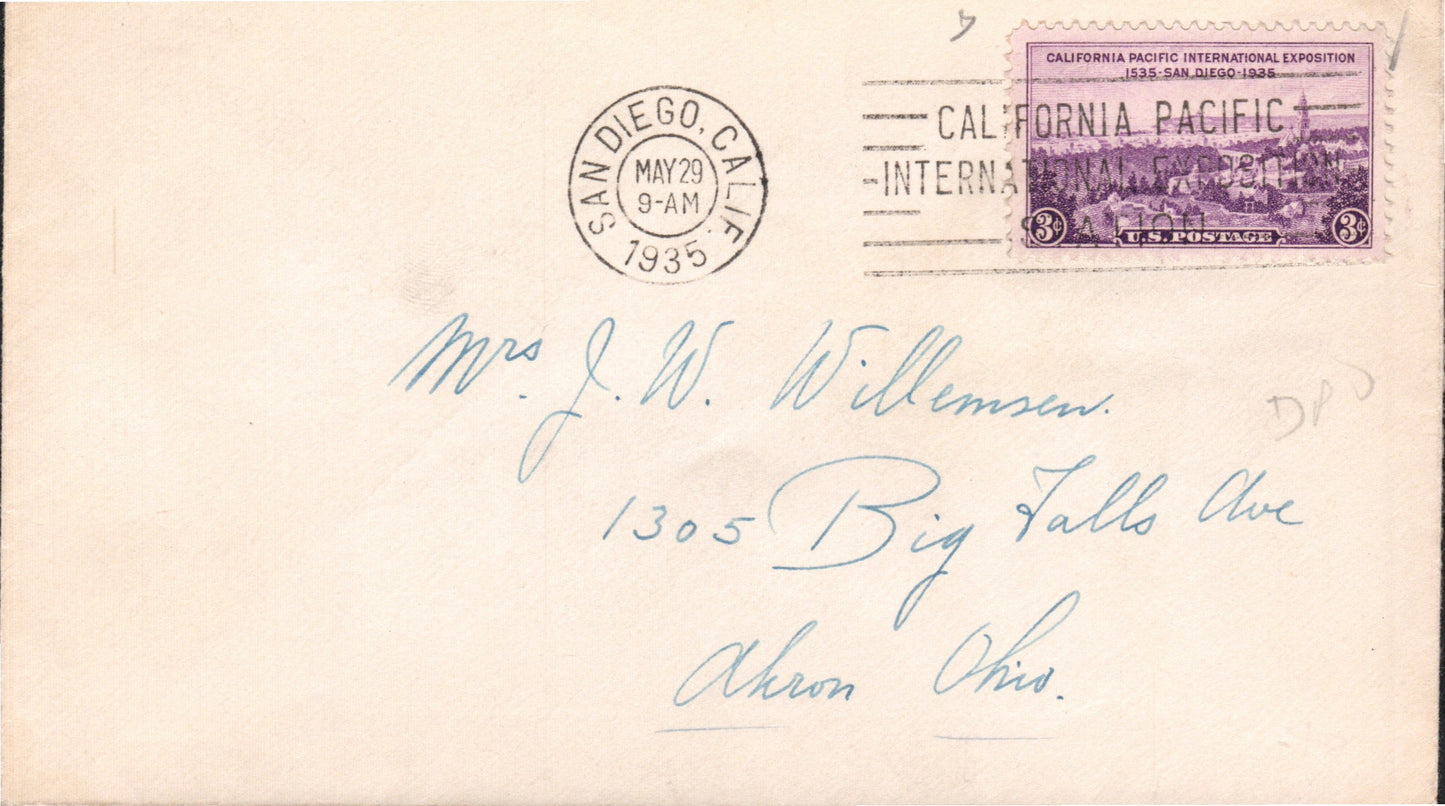 CALIFORNIA PACIFIC INTERNATIONAL EXPOSITION
1535-SAN DIEGO-1935
3¢ U.S. POSTAGE 3¢
SAN DIEGO, CALIF.
MAY 29
9-AM
1935
CALIFORNIA PACIFIC
INTERNATIONAL EXPOSITION
STATION
Mrs. J. W. Willemsen.
1305 Big Falls Ave
Akron Ohio.